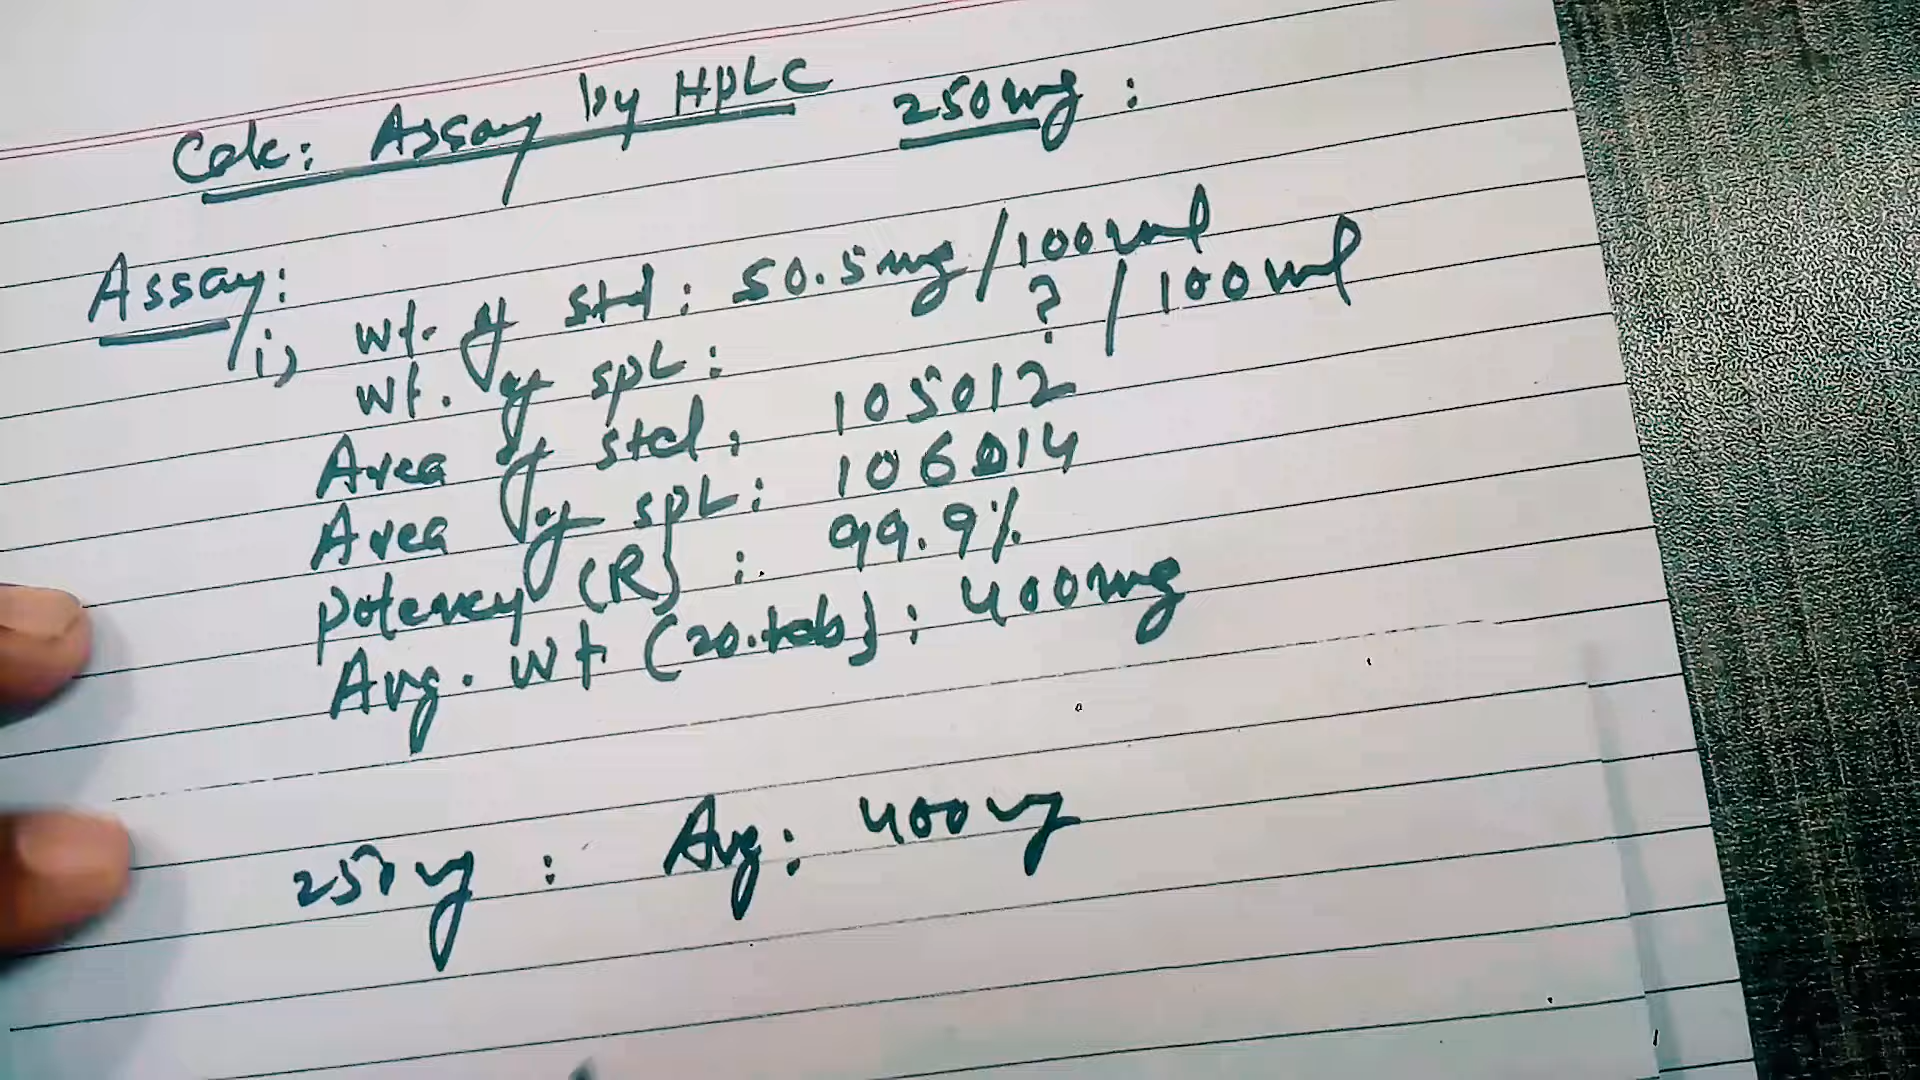 Calc: Assay by HPLC 250mg:
Assay:
i) Wt. of Std: 50.5mg/100ml
Wt. of spl: ?/100ml
Area of std: 105012
Area of spl: 106014
Potency (R): 99.9%
Avg. Wt (20.tab): 400mg
250mg: Avg: 400mg